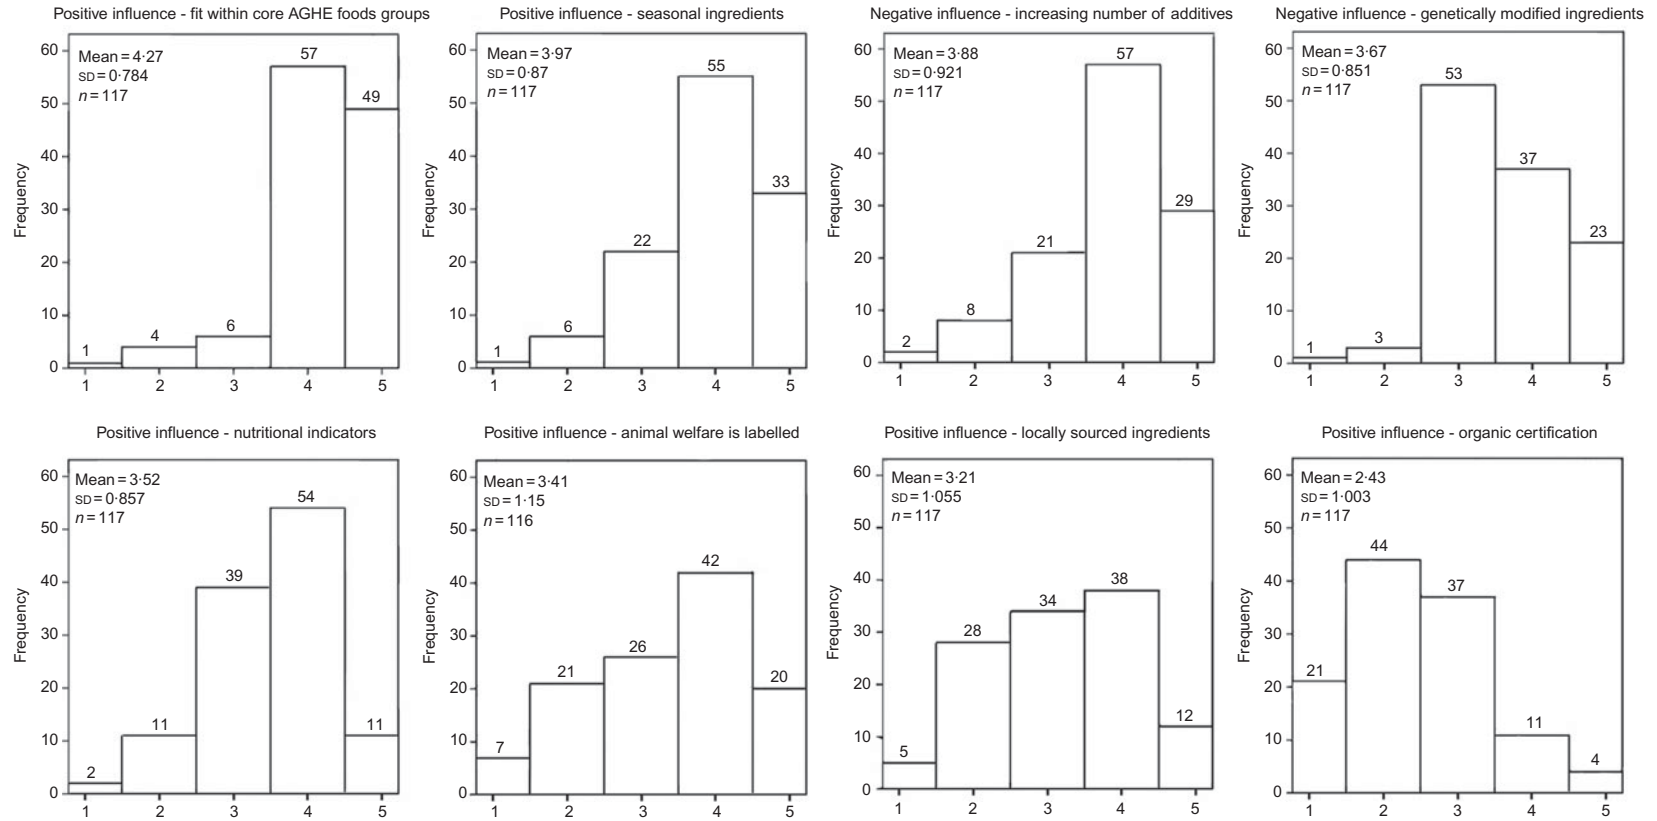 Positive influence - fit within core AGHE foods groups
Mean = 4·27
SD = 0·784
n = 117
60
50
40
30
20
10
0
Frequency
1
4
6
57
49
1 2 3 4 5
Positive influence - seasonal ingredients
Mean = 3·97
SD = 0·87
n = 117
60
50
40
30
20
10
0
Frequency
1
6
22
55
33
1 2 3 4 5
Negative influence - increasing number of additives
Mean = 3·88
SD = 0·921
n = 117
60
50
40
30
20
10
0
Frequency
2
8
21
57
29
1 2 3 4 5
Negative influence - genetically modified ingredients
Mean = 3·67
SD = 0·851
n = 117
60
50
40
30
20
10
0
Frequency
1
3
53
37
23
1 2 3 4 5
Positive influence - nutritional indicators
Mean = 3·52
SD = 0·857
n = 117
60
50
40
30
20
10
0
Frequency
2
11
39
54
11
1 2 3 4 5
Positive influence - animal welfare is labelled
Mean = 3·41
SD = 1·15
n = 116
60
50
40
30
20
10
0
Frequency
7
21
26
42
20
1 2 3 4 5
Positive influence - locally sourced ingredients
Mean = 3·21
SD = 1·055
n = 117
60
50
40
30
20
10
0
Frequency
5
28
34
38
12
1 2 3 4 5
Positive influence - organic certification
Mean = 2·43
SD = 1·003
n = 117
60
50
40
30
20
10
0
Frequency
21
44
37
11
4
1 2 3 4 5